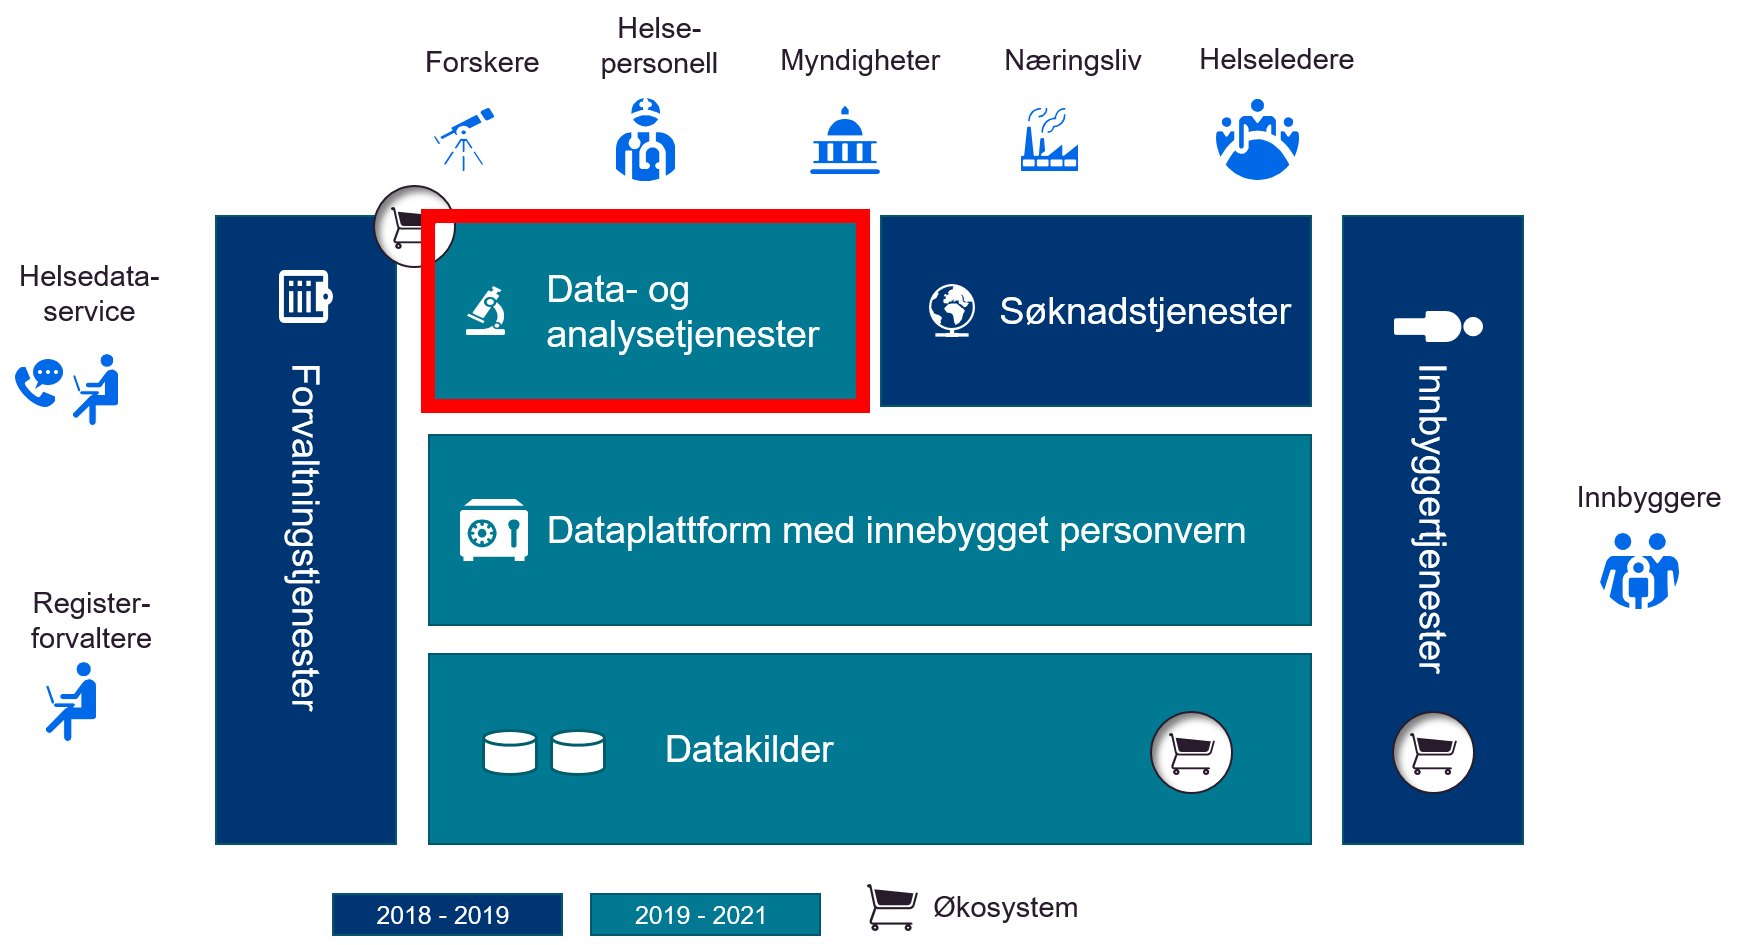 Forskere
Helse-
personell
Myndigheter
Næringsliv
Helseledere
Helsedata-
service
Register-
forvaltere
Forvaltningstjenester
Data- og
analysetjenester
Søknadstjenester
Dataplattform med innebygget personvern
Datakilder
Innbyggertjenester
Innbyggere
2018 - 2019
2019 - 2021
Økosystem